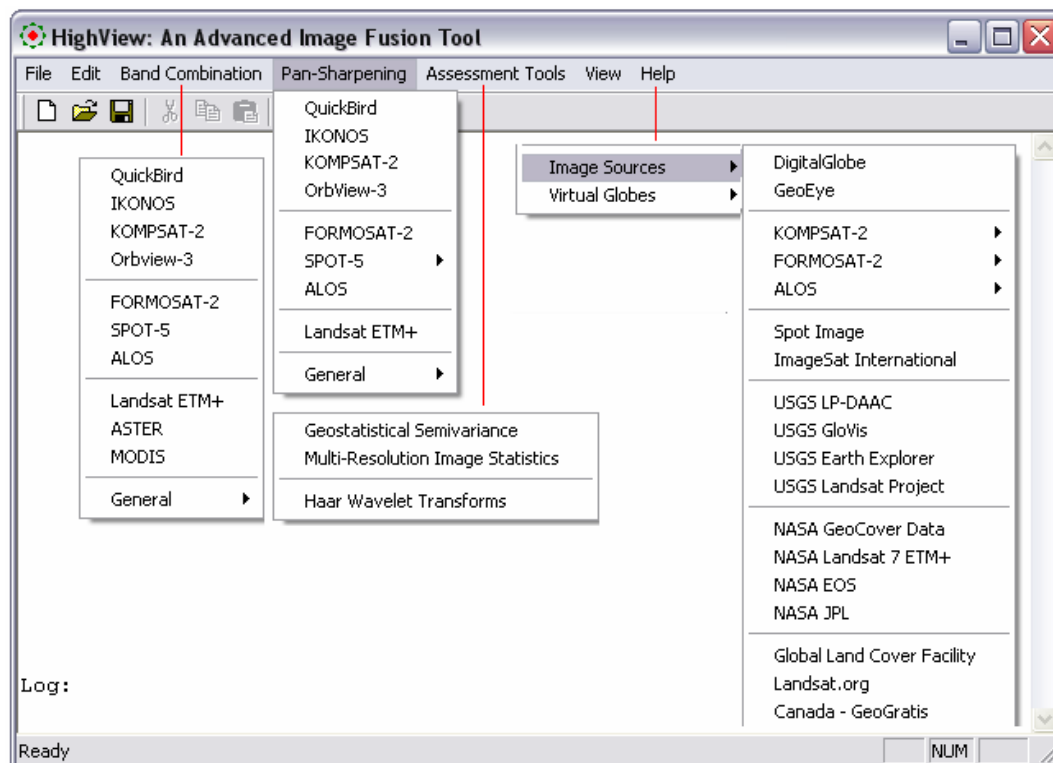 HighView: An Advanced Image Fusion Tool
File Edit Band Combination Pan-Sharpening Assessment Tools View Help
QuickBird
IKONOS
KOMPSAT-2
Orbview-3
FORMOSAT-2
SPOT-5
ALOS
Landsat ETM+
ASTER
MODIS
General
QuickBird
IKONOS
KOMPSAT-2
OrbView-3
FORMOSAT-2
SPOT-5
ALOS
Landsat ETM+
General
Geostatistical Semivariance
Multi-Resolution Image Statistics
Haar Wavelet Transforms
Image Sources
Virtual Globes
DigitalGlobe
GeoEye
KOMPSAT-2
FORMOSAT-2
ALOS
Spot Image
ImageSat International
USGS LP-DAAC
USGS GloVis
USGS Earth Explorer
USGS Landsat Project
NASA GeoCover Data
NASA Landsat 7 ETM+
NASA EOS
NASA JPL
Global Land Cover Facility
Landsat.org
Canada - GeoGratis
Log:
Ready
NUM